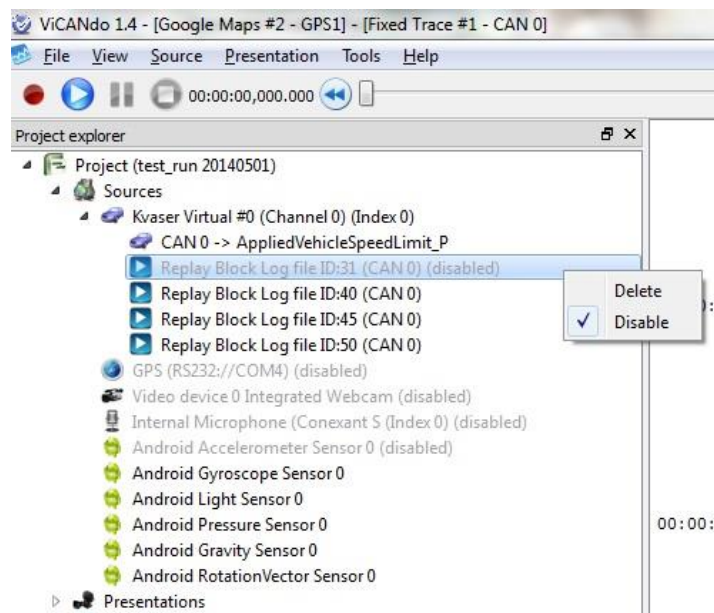 ViCANdo 1.4 - [Google Maps #2 - GPS1] - [Fixed Trace #1 - CAN 0]
File View Source Presentation Tools Help
00:00:00,000.000
Project explorer
Project (test_run 20140501)
Sources
Kvaser Virtual #0 (Channel 0) (Index 0)
CAN 0 -> AppliedVehicleSpeedLimit_P
Replay Block Log file ID:31 (CAN 0) (disabled)
Delete
Replay Block Log file ID:40 (CAN 0)
Replay Block Log file ID:45 (CAN 0)
Disable
Replay Block Log file ID:50 (CAN 0)
GPS (RS232://COM4) (disabled)
Video device 0 Integrated Webcam (disabled)
Internal Microphone (Conexant S (Index 0) (disabled)
Android Accelerometer Sensor 0 (disabled)
Android Gyroscope Sensor 0
Android Light Sensor 0
Android Pressure Sensor 0
00:00:
Android Gravity Sensor 0
Android RotationVector Sensor 0
Presentations